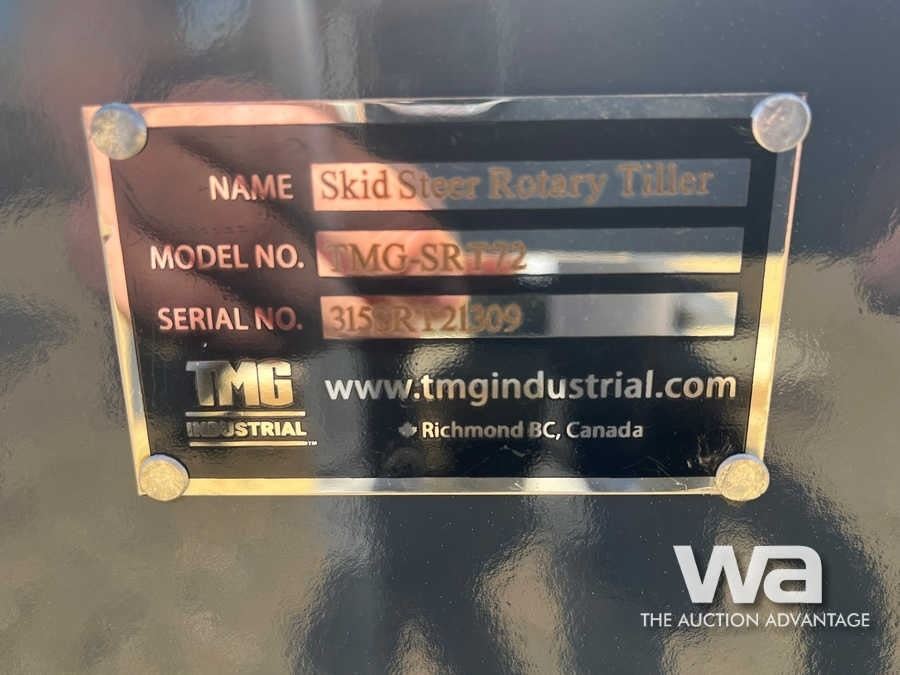 NAME Skid Steer Rotary Tiller
MODEL NO. TMG-SRT72
SERIAL NO. 315SRT21309
TMG
INDUSTRIAL™
www.tmgindustrial.com
Richmond BC, Canada
wa
THE AUCTION ADVANTAGE